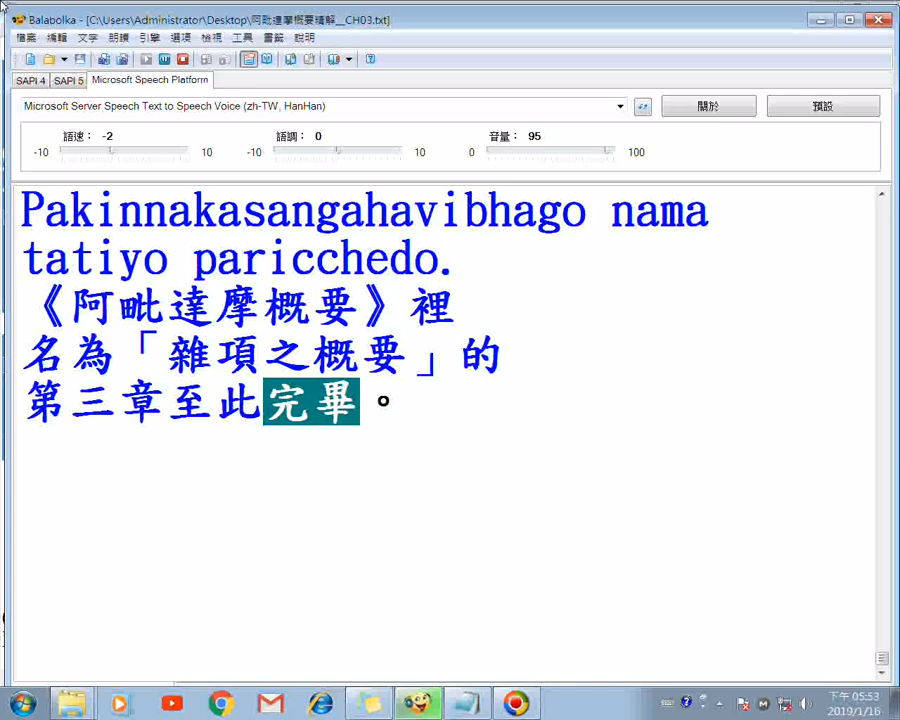 Balabolka - [C:\Users\Administrator\Desktop\阿毗達摩概要精解__CH03.txt]
檔案 編輯 文字 朗讀 引擎 選項 檢視 工具 書籤 說明
SAPI 4 SAPI 5 Microsoft Speech Platform
Microsoft Server Speech Text to Speech Voice (zh-TW, HanHan) 關於 預設
語速： -2 語調： 0 音量： 95
-10 10 -10 10 0 100
Pakinnakasangahavibhago nama
tatiyo paricchedo.
《阿毗達摩概要》裡
名為「雜項之概要」的
第三章至此完畢。
下午 05:53
2019/1/16